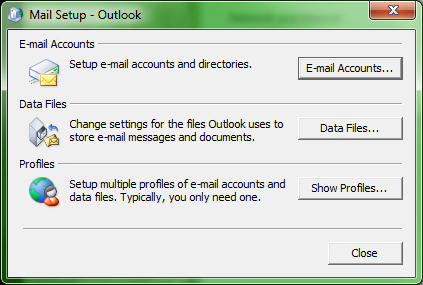 Mail Setup - Outlook
E-mail Accounts
Setup e-mail accounts and directories.
E-mail Accounts...
Data Files
Change settings for the files Outlook uses to
store e-mail messages and documents.
Data Files...
Profiles
Setup multiple profiles of e-mail accounts and
data files. Typically, you only need one.
Show Profiles...
Close